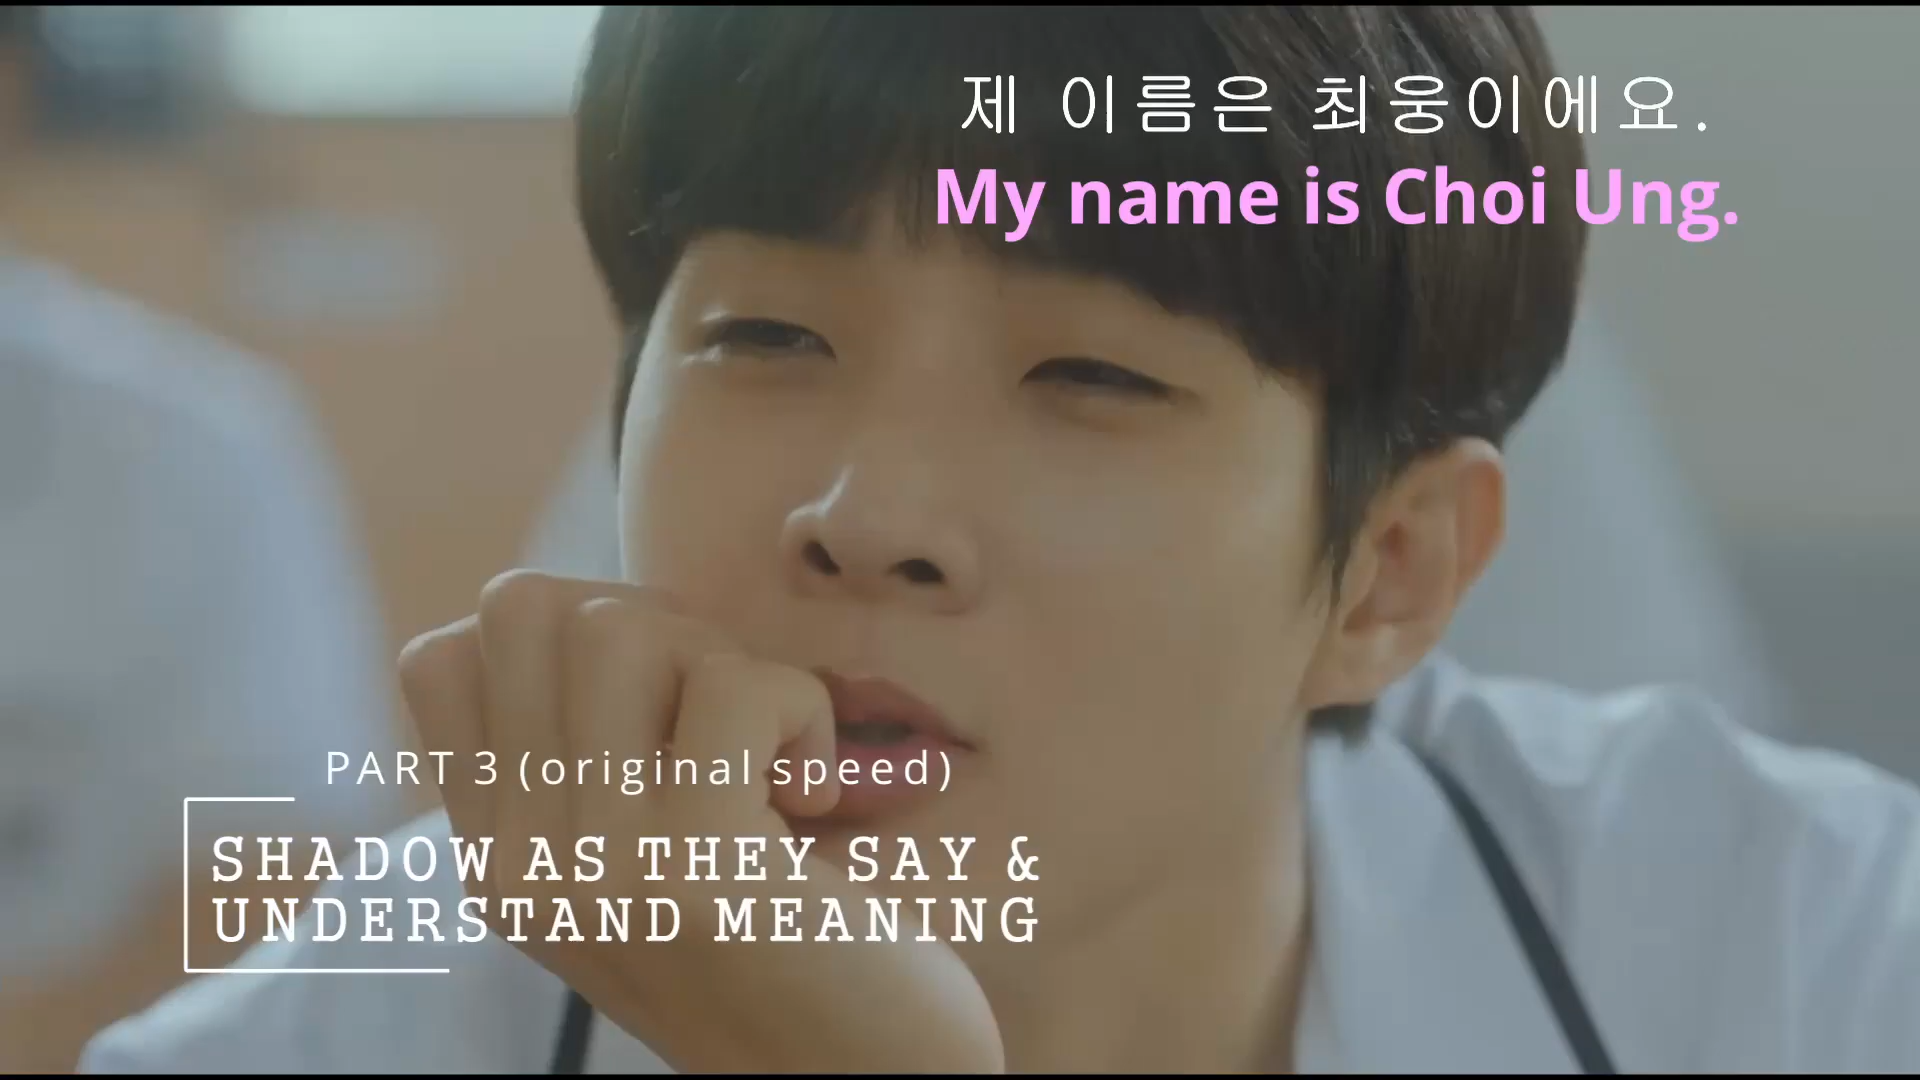 제 이름은 최웅이에요.
My name is Choi Ung.
PART 3 (original speed)
SHADOW AS THEY SAY &
UNDERSTAND MEANING